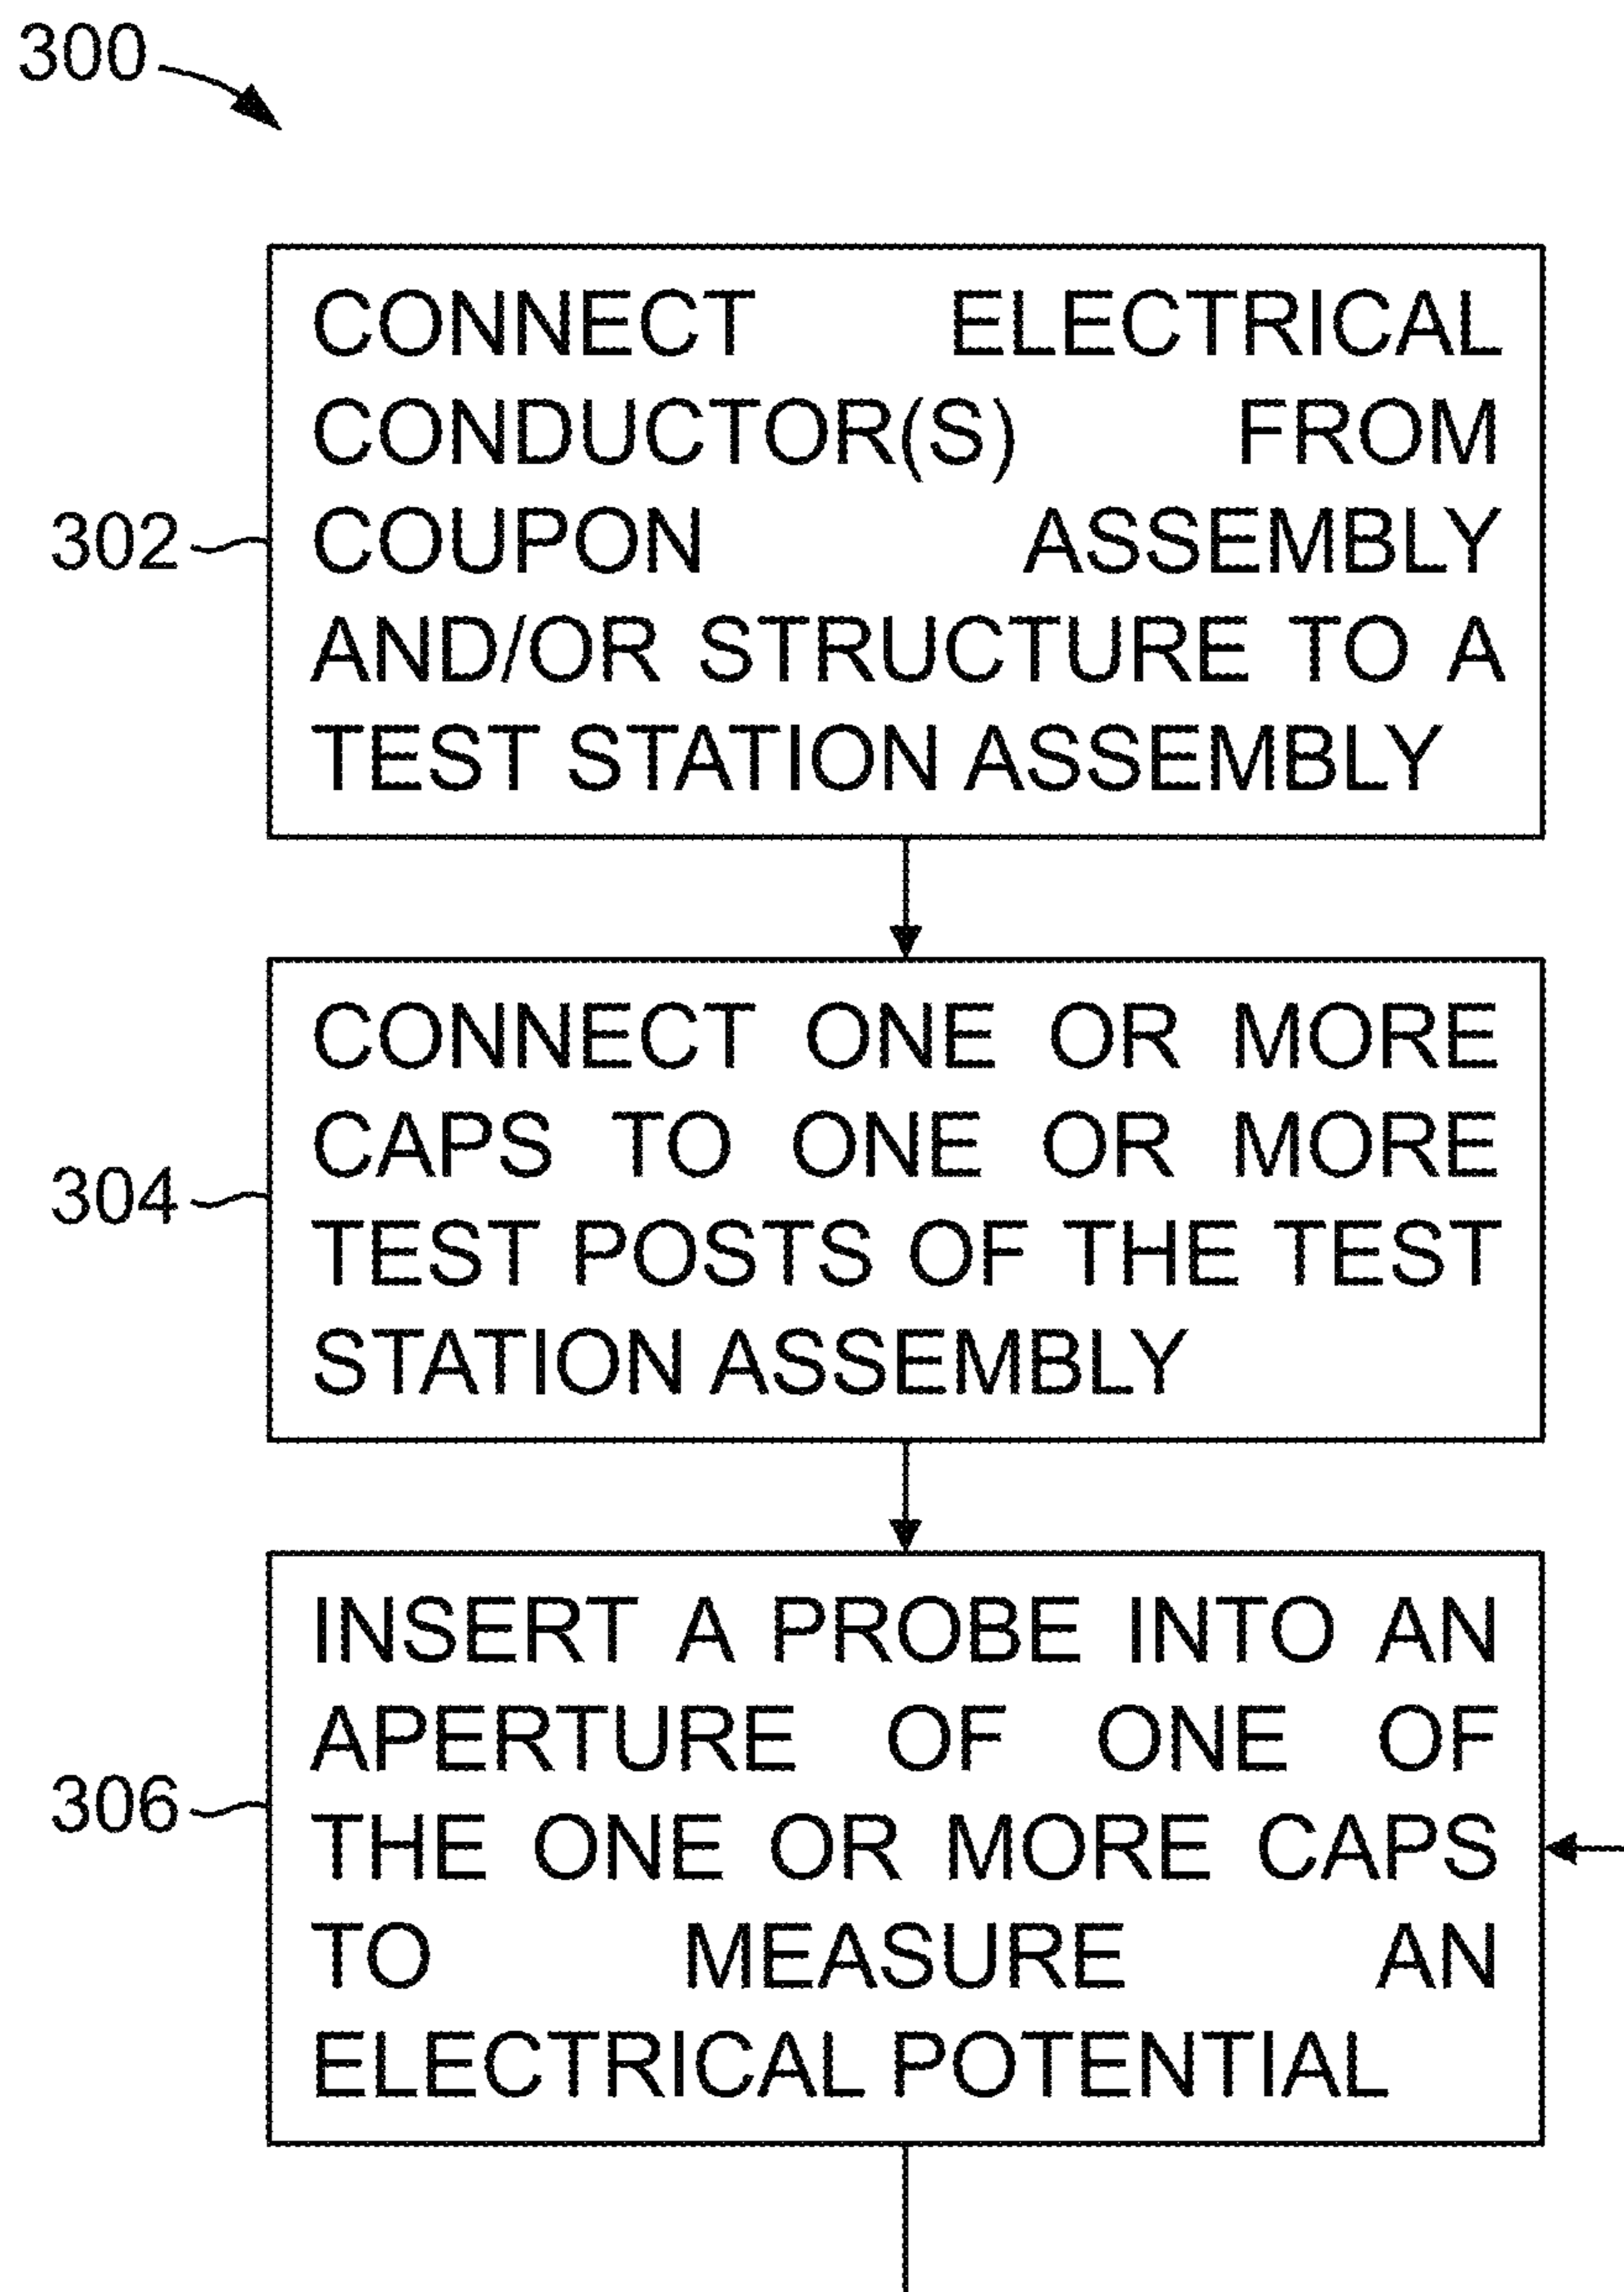 300
CONNECT ELECTRICAL
CONDUCTOR(S) FROM
302 COUPON ASSEMBLY
AND/OR STRUCTURE TO A
TEST STATION ASSEMBLY
CONNECT ONE OR MORE
CAPS TO ONE OR MORE
304
TEST POSTS OF THE TEST
STATION ASSEMBLY
INSERT A PROBE INTO AN
APERTURE OF ONE OF
306
THE ONE OR MORE CAPS
TO MEASURE AN
ELECTRICAL POTENTIAL